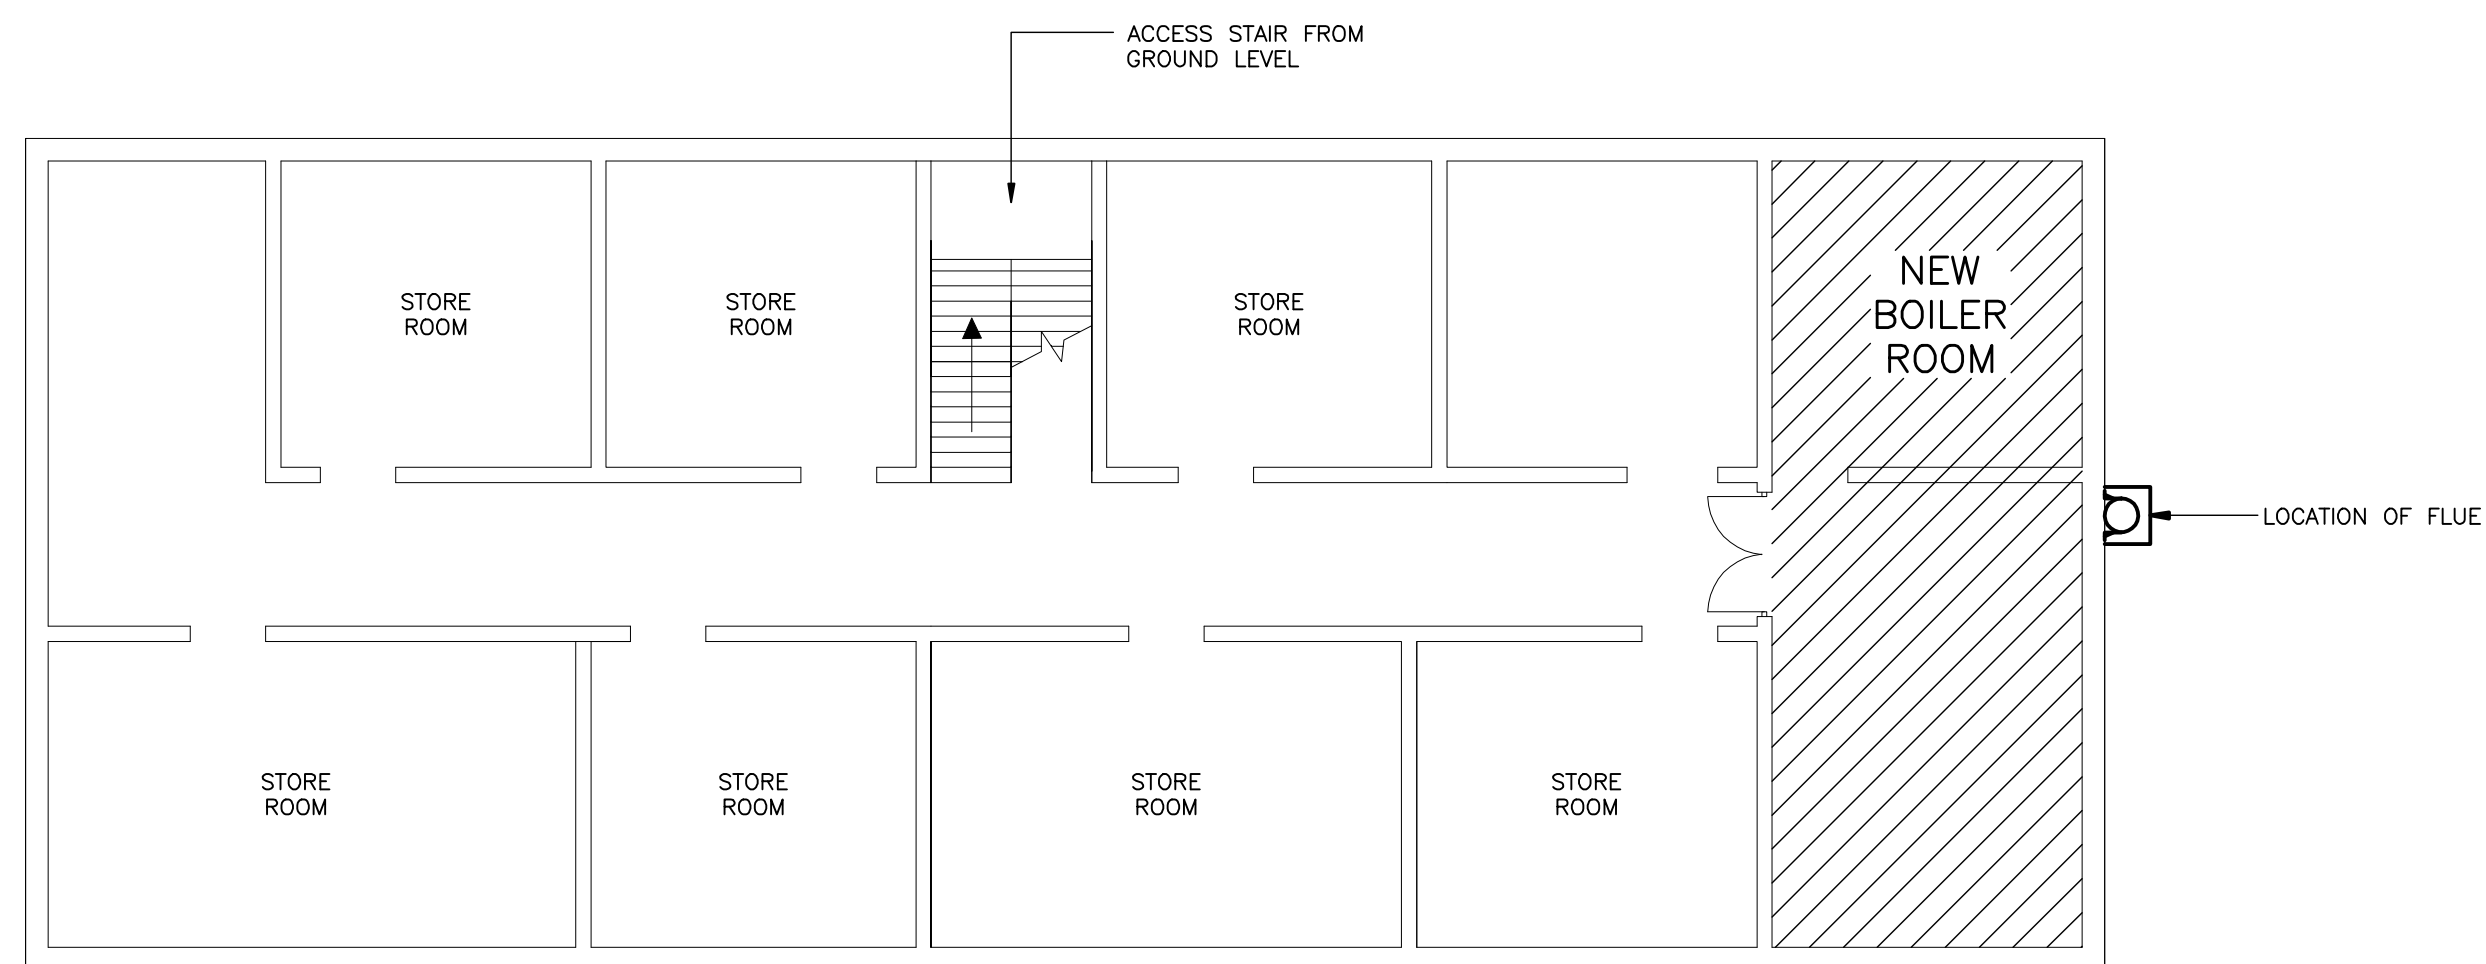 ACCESS STAIR FROM
GROUND LEVEL
STORE
ROOM
STORE
ROOM
STORE
ROOM
NEW
BOILER
ROOM
LOCATION OF FLUE
STORE
ROOM
STORE
ROOM
STORE
ROOM
STORE
ROOM